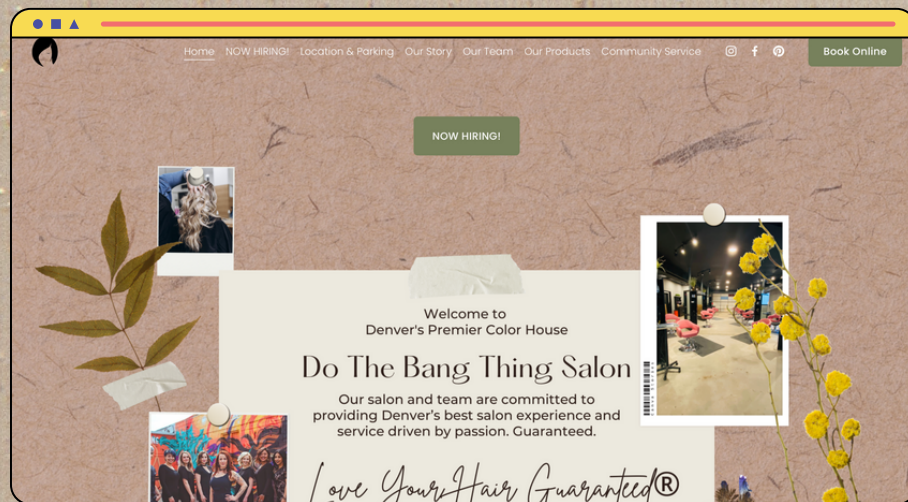 Home NOW HIRING! Location & Parking Our Story Our Team Our Products Community Service Book Online
NOW HIRING!
Welcome to
Denver's Premier Color House
Do The Bang Thing Salon
Our salon and team are committed to
providing Denver's best salon experience and
service driven by passion. Guaranteed.
Love Your Hair Guaranteed®